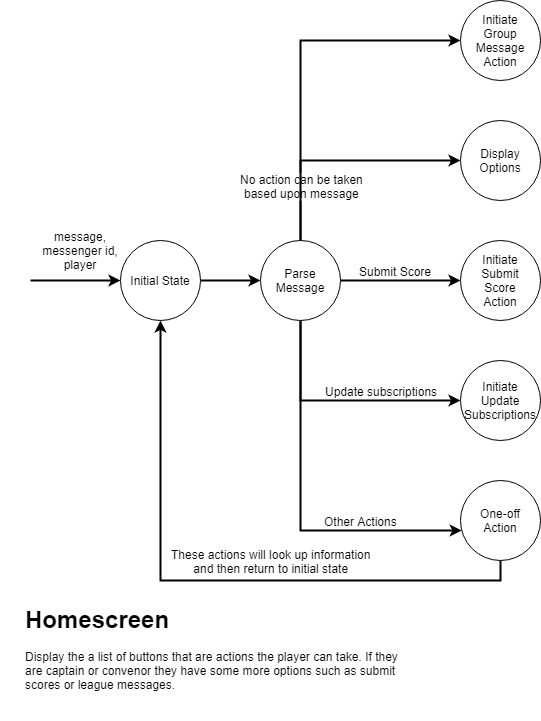 Initiate
Group
Message
Action
Display
Options
No action can be taken
based upon message
message,
messenger id,
player
Initial State
Parse
Message
Submit Score
Initiate
Submit
Score
Action
Update subscriptions
Initiate
Update
Subscriptions
One-off
Action
Other Actions
These actions will look up information
and then return to initial state
Homescreen
Display the a list of buttons that are actions the player can take. If they
are captain or convenor they have some more options such as submit
scores or league messages.